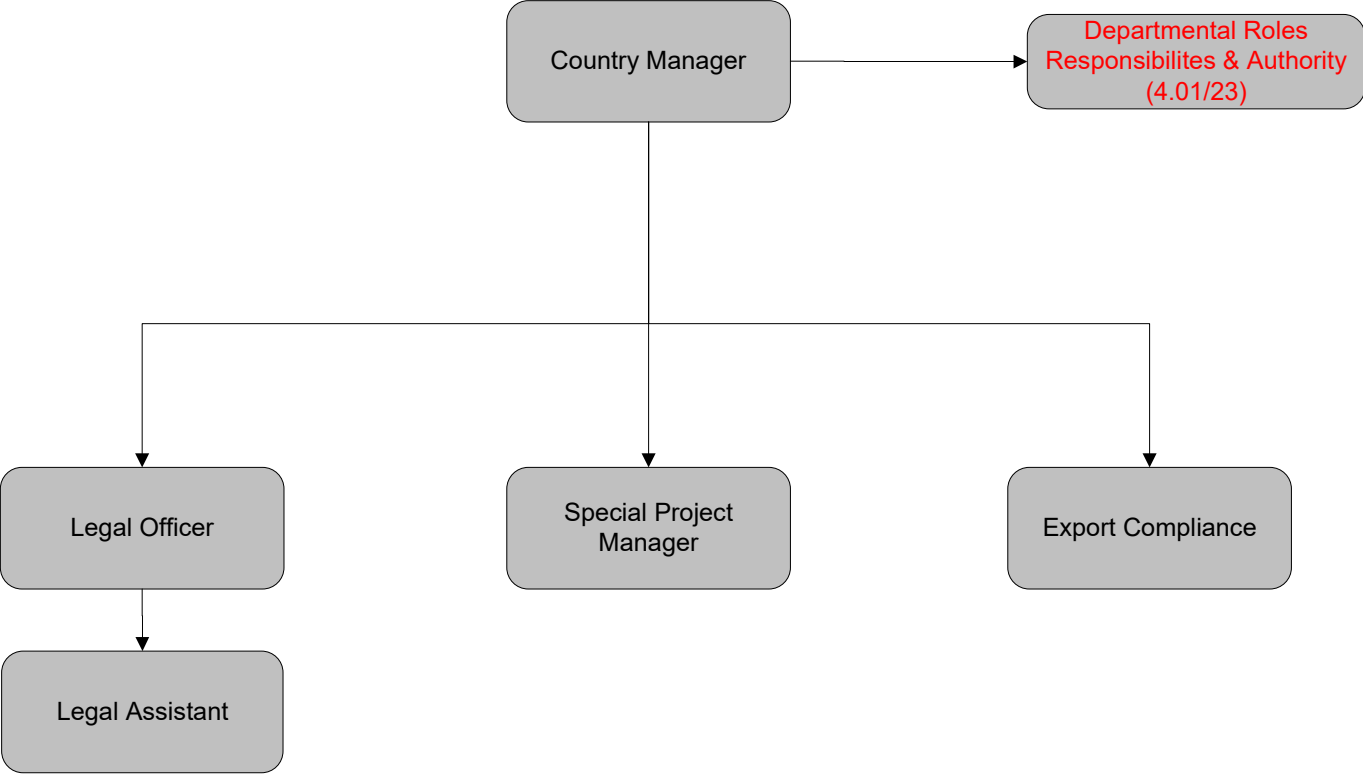 Country Manager
Departmental Roles
Responsibilites & Authority
(4.01/23)
Legal Officer
Special Project
Manager
Export Compliance
Legal Assistant